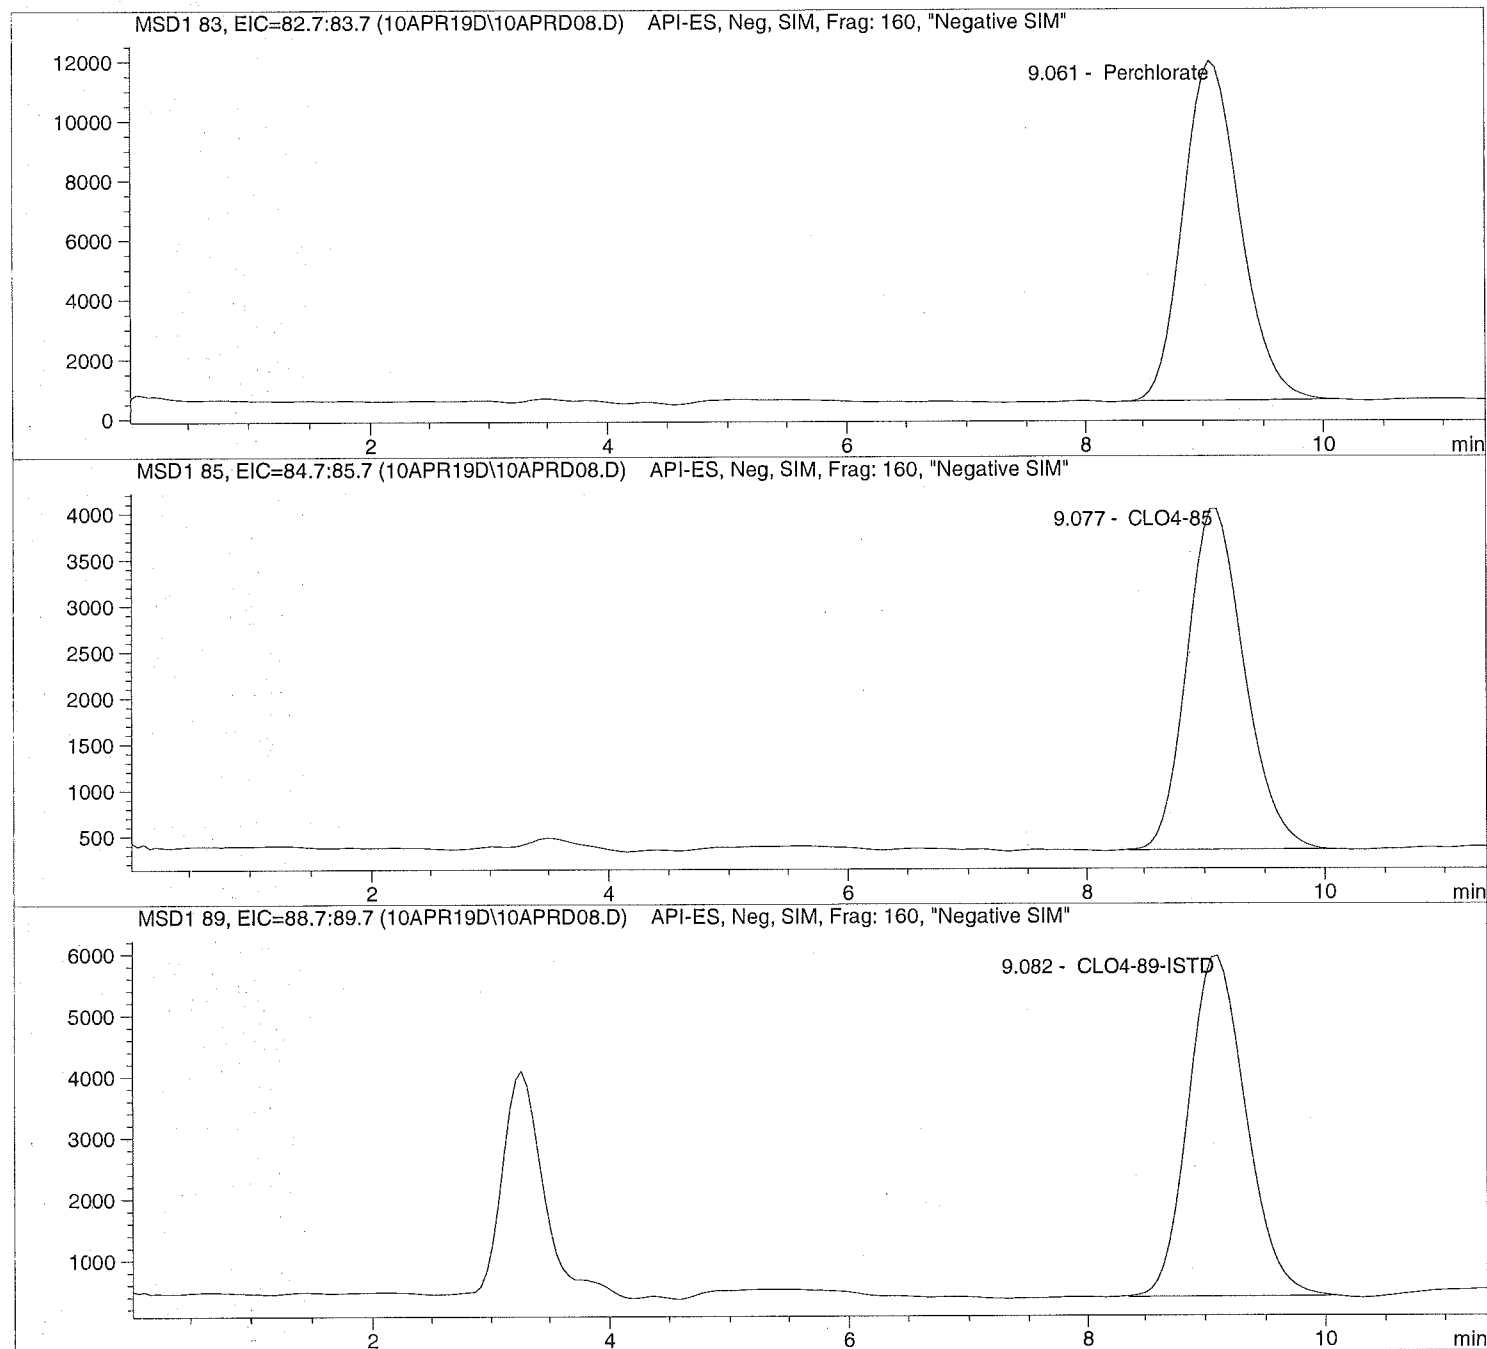 MSD1 83, EIC=82.7:83.7 (10APR19D\10APRD08.D) API-ES, Neg, SIM, Frag: 160, "Negative SIM"
12000
9.061 - Perchlorate
10000
8000
6000
4000
2000
0
2 4 6 8 10 min
MSD1 85, EIC=84.7:85.7 (10APR19D\10APRD08.D) API-ES, Neg, SIM, Frag: 160, "Negative SIM"
4000
9.077 - CLO4-85
3500
3000
2500
2000
1500
1000
500
2 4 6 8 10 min
MSD1 89, EIC=88.7:89.7 (10APR19D\10APRD08.D) API-ES, Neg, SIM, Frag: 160, "Negative SIM"
6000
9.082 - CLO4-89-ISTD
5000
4000
3000
2000
1000
2 4 6 8 10 min